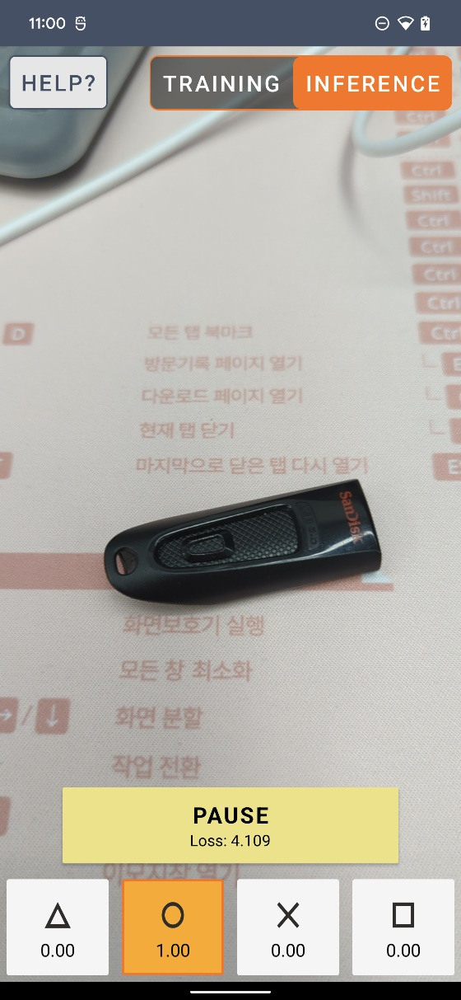 11:00
HELP?
TRAINING
INFERENCE
Ctrl
Ctrl
Shift
Ctrl
Ctrl
Ctrl
Ctrl
D
모든 탭 북마크
Ctrl
방문기록 페이지 열기
다운로드 페이지 열기
현재 탭 닫기
마지막으로 닫은 탭 다시 열기
SanDisk
화면보호기 실행
모든 창 최소화
→/↓
화면 분할
작업 전환
PAUSE
Loss: 4.109
△
○
X
□
0.00
1.00
0.00
0.00